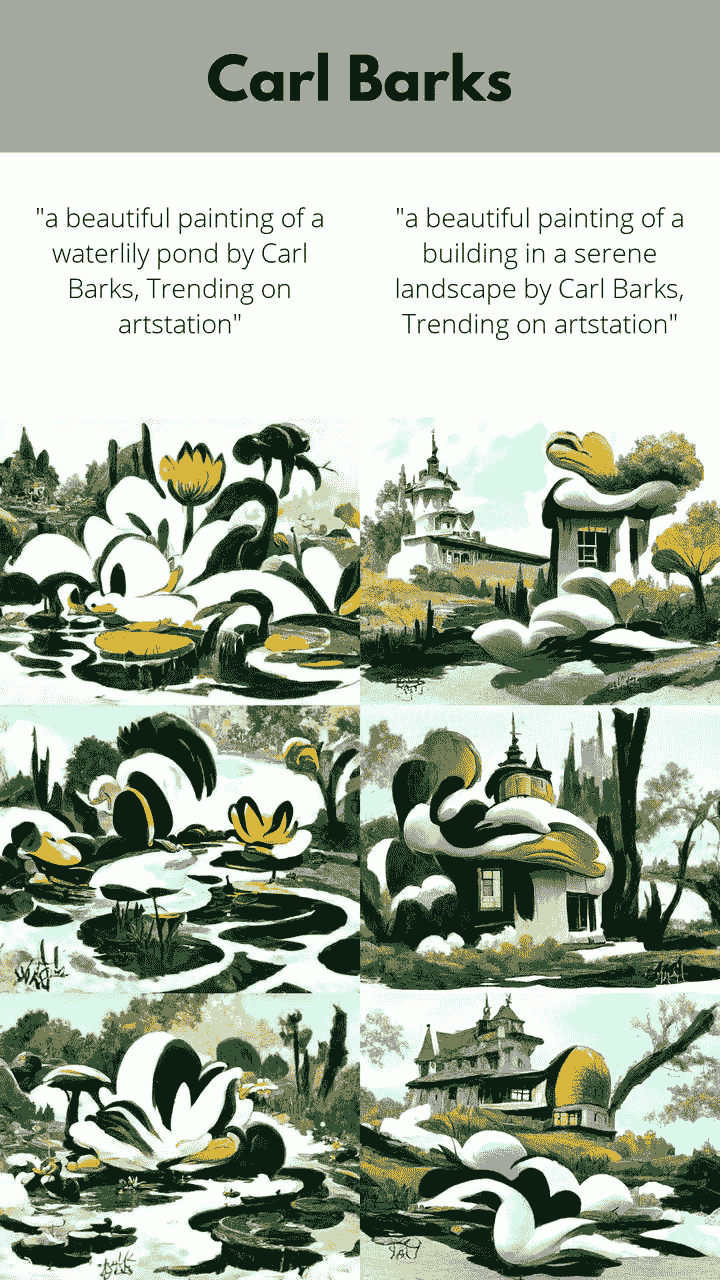 Carl Barks
"a beautiful painting of a
waterlily pond by Carl
Barks, Trending on
artstation"
"a beautiful painting of a
building in a serene
landscape by Carl Barks,
Trending on artstation"